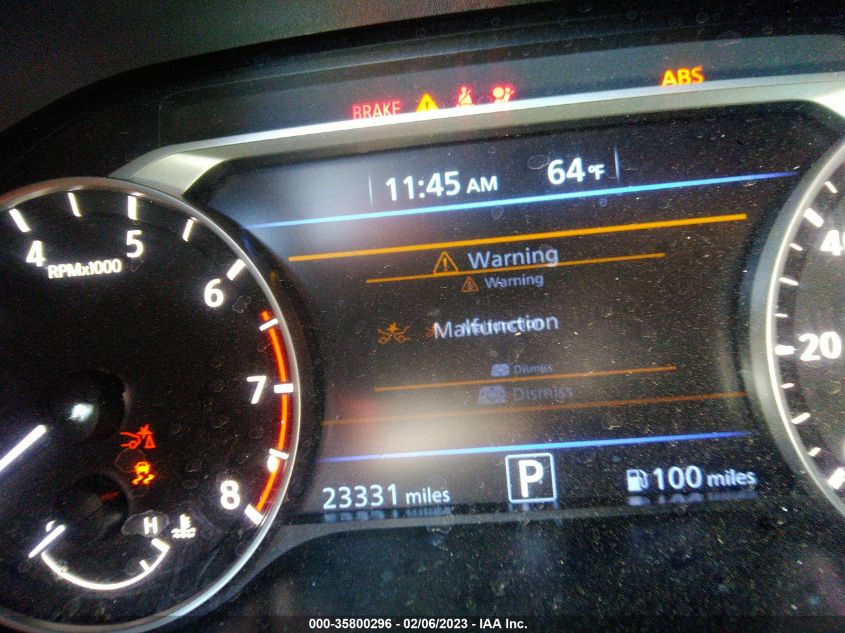 ABS
BRAKE
11:45 AM 64°F
4 5 6 7 8
RPMx1000
Warning
Warning
Malfunction
Dismiss
Dismiss
40
20
H
23331 miles P 100 miles
000-35800296 - 02/06/2023 - IAA Inc.